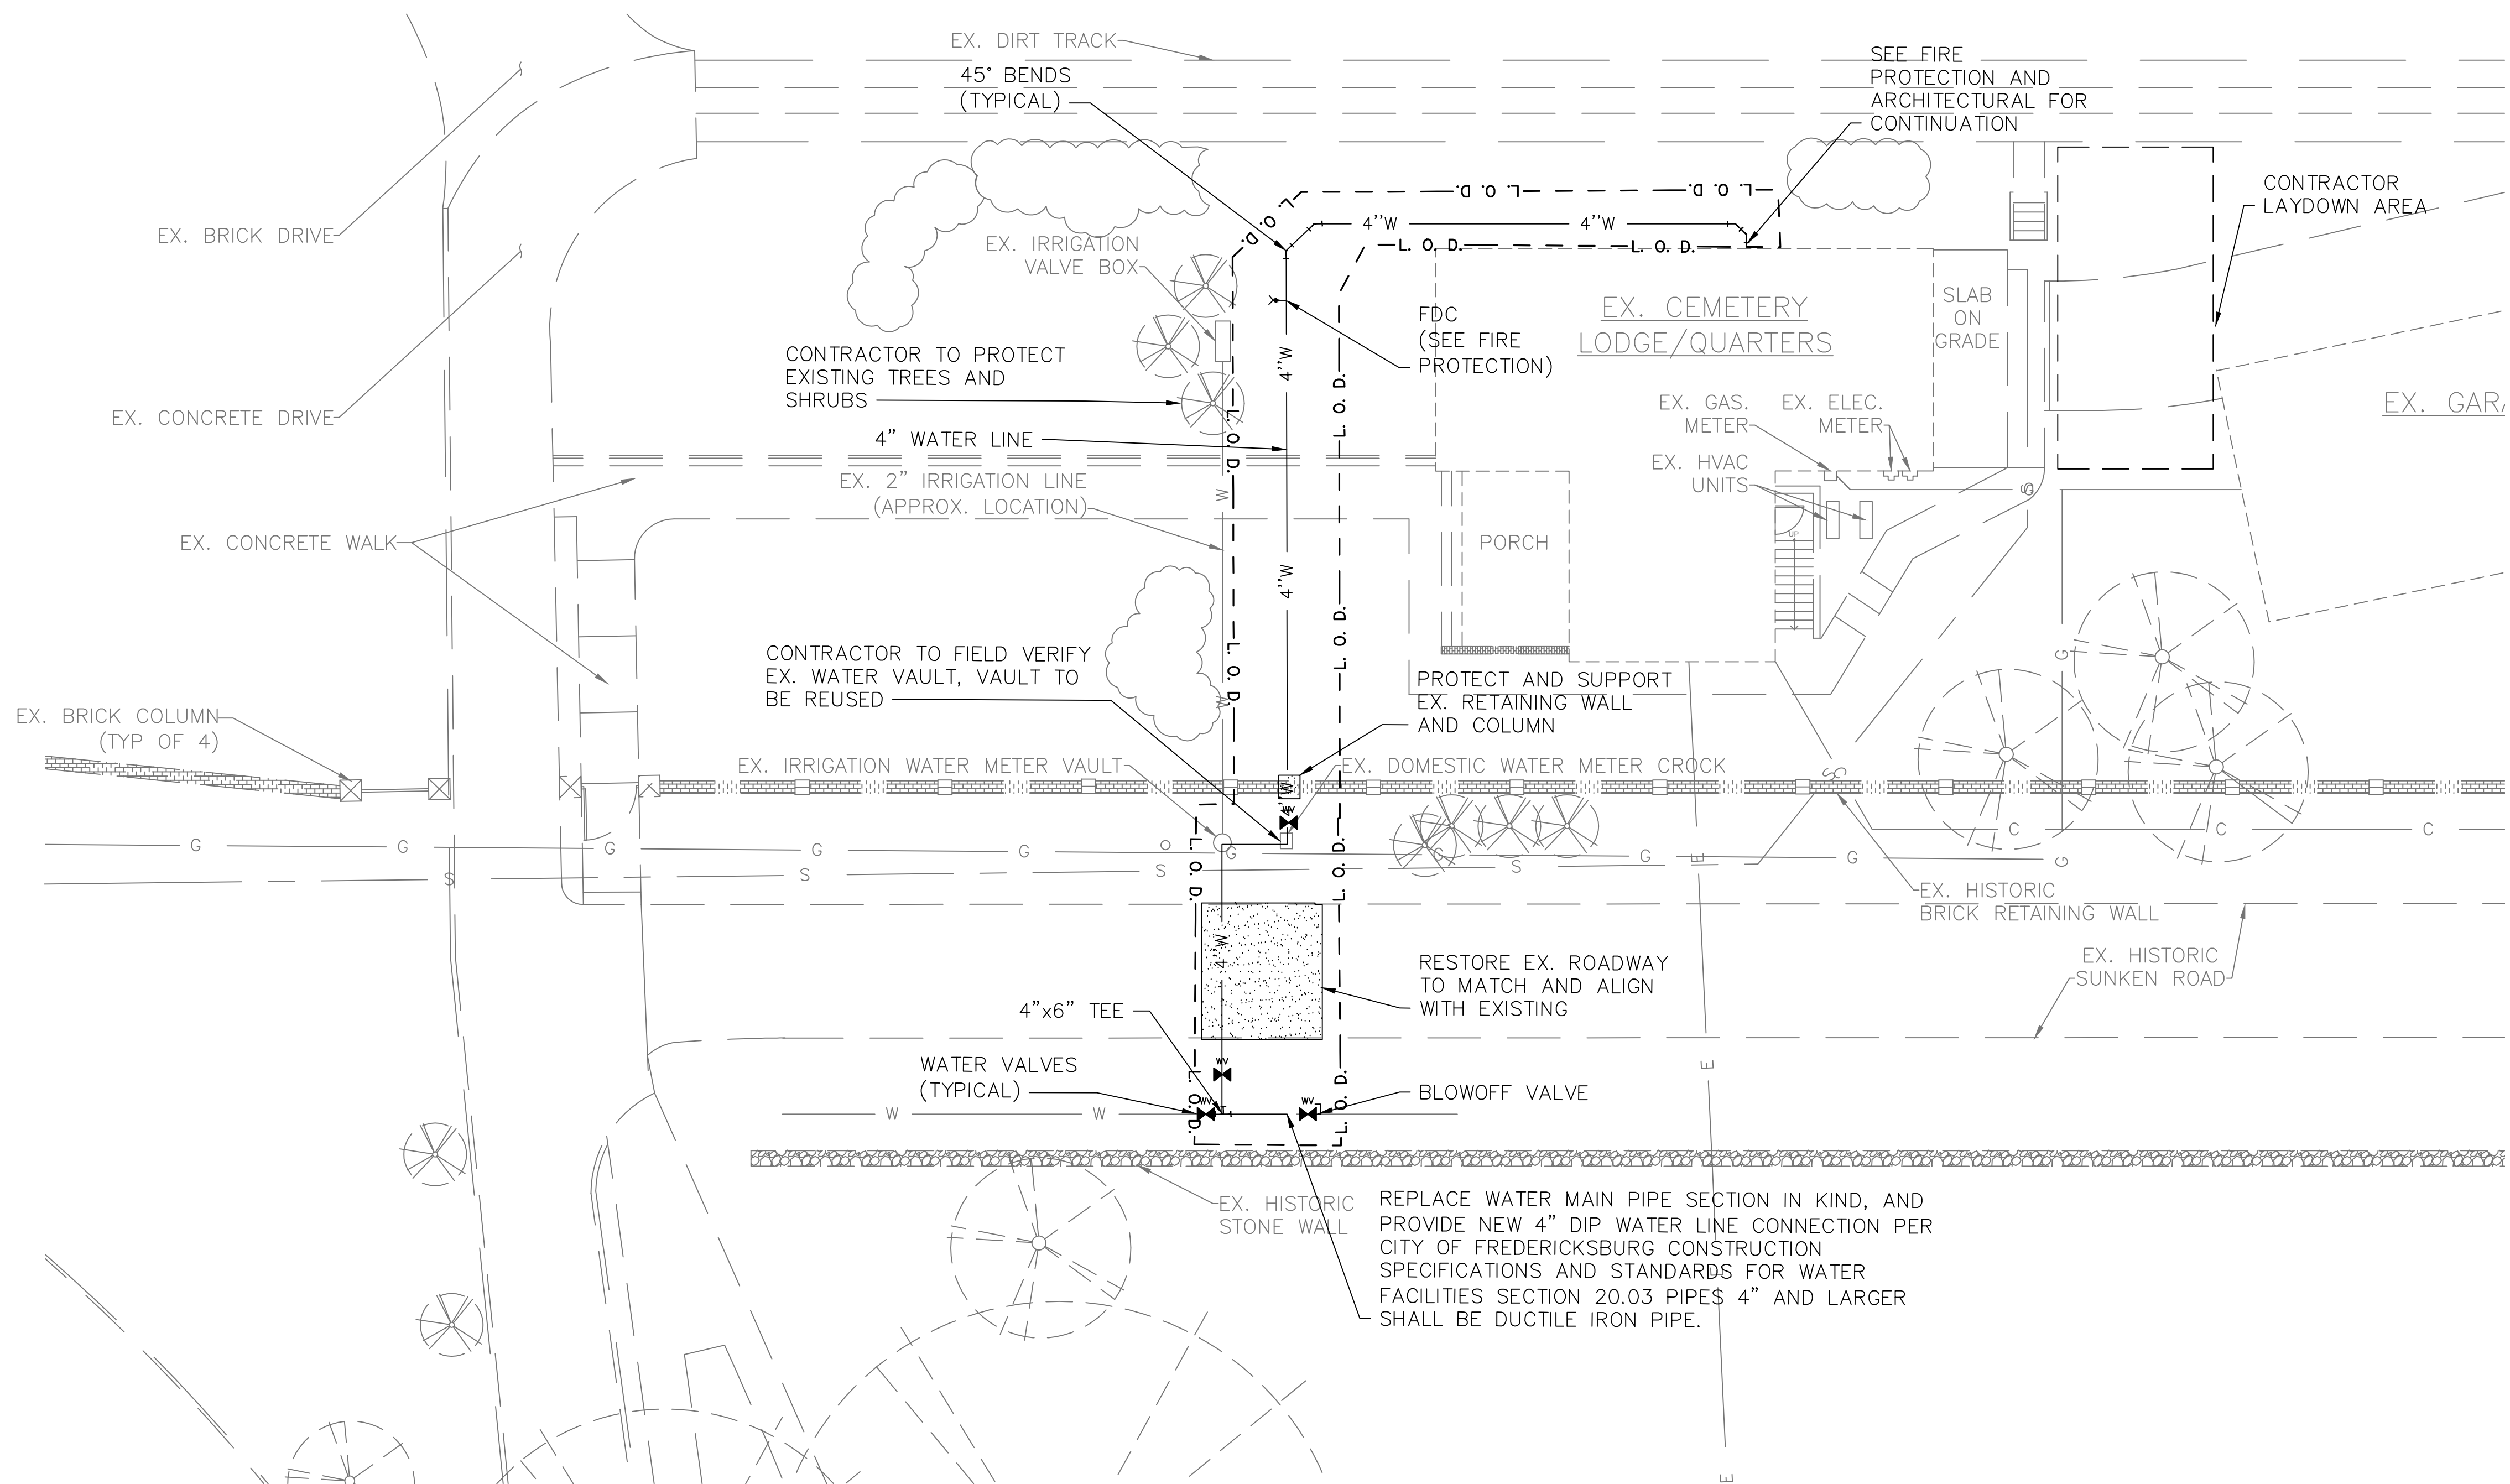 EX. DIRT TRACK
45° BENDS
(TYPICAL)
SEE FIRE
PROTECTION AND
ARCHITECTURAL FOR
CONTINUATION
CONTRACTOR
LAYDOWN AREA
EX. BRICK DRIVE
EX. CONCRETE DRIVE
L. O. D.
L. O. D.
L. O. D.
4''W
4''W
L. O. D.
L. O. D.
EX. IRRIGATION
VALVE BOX
FDC
(SEE FIRE
PROTECTION)
EX. CEMETERY
LODGE/QUARTERS
SLAB
ON
GRADE
EX. GARA
CONTRACTOR TO PROTECT
EXISTING TREES AND
SHRUBS
4''W
L. O. D.
L. O. D.
EX. GAS.
METER
EX. ELEC.
METER
4" WATER LINE
EX. HVAC
UNITS
EX. 2" IRRIGATION LINE
(APPROX. LOCATION)
W
G
EX. CONCRETE WALK
PORCH
UP
4''W
L. O. D.
L. O. D.
CONTRACTOR TO FIELD VERIFY
EX. WATER VAULT, VAULT TO
BE REUSED
W
G
PROTECT AND SUPPORT
EX. RETAINING WALL
AND COLUMN
EX. BRICK COLUMN
(TYP OF 4)
EX. IRRIGATION WATER METER VAULT
EX. DOMESTIC WATER METER CROCK
S
4''W
WV
C
C
C
G
G
G
G
G
G
G
G
G
S
S
S
S
E
L. O. D.
L. O. D.
EX. HISTORIC
BRICK RETAINING WALL
4''W
RESTORE EX. ROADWAY
TO MATCH AND ALIGN
WITH EXISTING
EX. HISTORIC
SUNKEN ROAD
4"x6" TEE
WATER VALVES
(TYPICAL)
WV
WV
WV
BLOWOFF VALVE
W
W
L. O. D.
L. O. D.
E
EX. HISTORIC
STONE WALL
REPLACE WATER MAIN PIPE SECTION IN KIND, AND
PROVIDE NEW 4" DIP WATER LINE CONNECTION PER
CITY OF FREDERICKSBURG CONSTRUCTION
SPECIFICATIONS AND STANDARDS FOR WATER
FACILITIES SECTION 20.03 PIPES 4" AND LARGER
SHALL BE DUCTILE IRON PIPE.
E
E